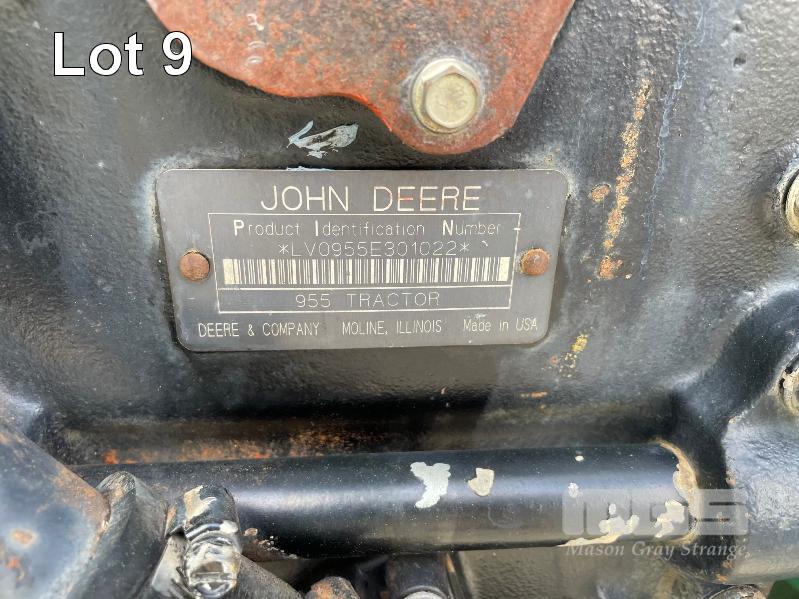 Lot 9
JOHN DEERE
Product Identification Number
*LV0955E301022*
955 TRACTOR
DEERE & COMPANY MOLINE, ILLINOIS Made in USA
Mason Gray Strange